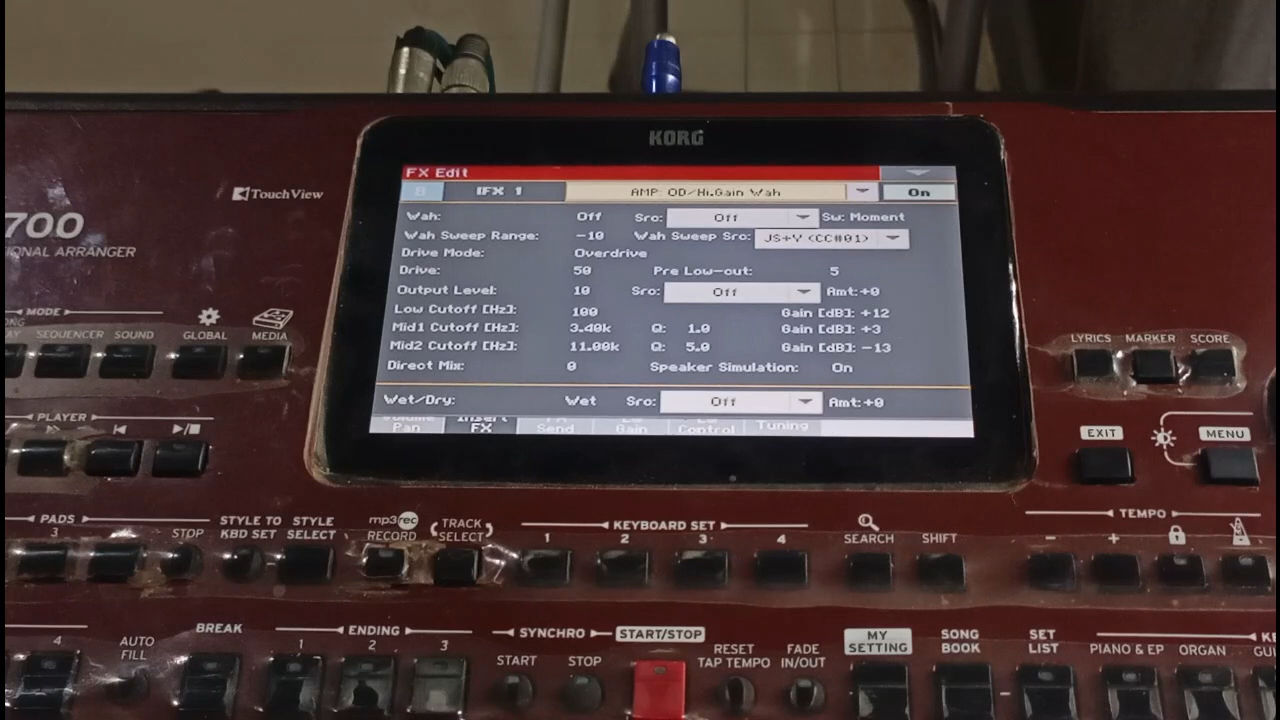 KORG
TouchView
FX Edit
B IFX 1 AMP: OD/Hi.Gain Wah On
Wah: Off Src: Off Sw: Moment
Wah Sweep Range: -10 Wah Sweep Src: JS+Y (CC#01)
Drive Mode: Overdrive
Drive: 50 Pre Low-cut: 5
Output Level: 10 Src: Off Amt:+0
Low Cutoff [Hz]: 100 Gain [dB]: +12
Mid1 Cutoff [Hz]: 3.40k Q: 1.0 Gain [dB]: +3
Mid2 Cutoff [Hz]: 11.00k Q: 5.0 Gain [dB]: -13
Direct Mix: 0 Speaker Simulation: On
Wet/Dry: Wet Src: Off Amt:+0
Pan Insert FX Send Gain Control Tuning
700
IONAL ARRANGER
MODE
SEQUENCER SOUND GLOBAL MEDIA
LYRICS MARKER SCORE
PLAYER
EXIT MENU
PADS
3 STOP STYLE TO KBD SET STYLE SELECT mp3rec RECORD TRACK SELECT
KEYBOARD SET
1 2 3 4 SEARCH SHIFT
TEMPO
- +
4 AUTO FILL BREAK
ENDING
1 2 3
SYNCHRO
START STOP
START/STOP
RESET TAP TEMPO FADE IN/OUT
MY SETTING SONG BOOK SET LIST
PIANO & EP ORGAN